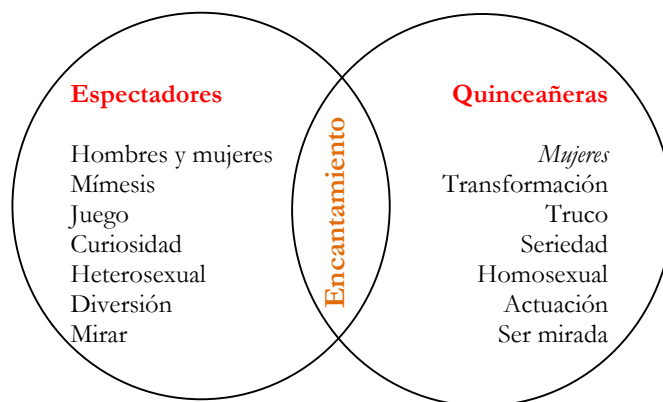 Espectadores
Hombres y mujeres
Mímesis
Juego
Curiosidad
Heterosexual
Diversión
Mirar
Encantamiento
Quinceañeras
Mujeres
Transformación
Truco
Seriedad
Homosexual
Actuación
Ser mirada